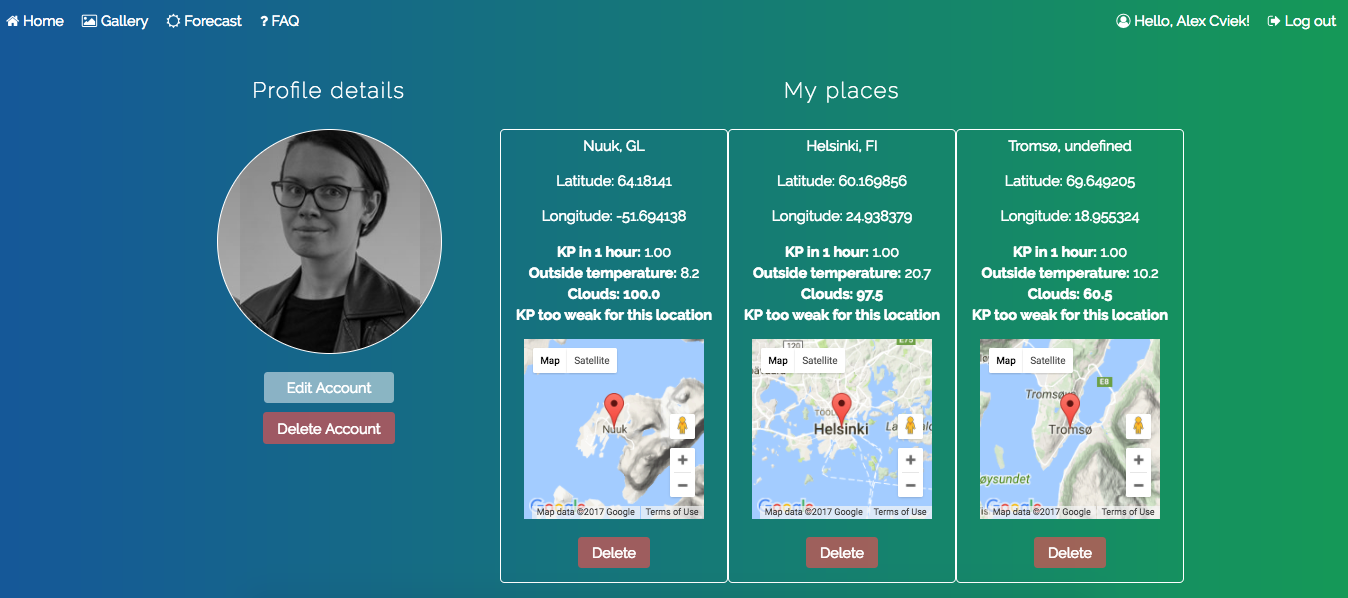 Home Gallery Forecast ? FAQ Hello, Alex Cviek! Log out
Profile details
Edit Account
Delete Account
My places
Nuuk, GL
Latitude: 64.18141
Longitude: -51.694138
KP in 1 hour: 1.00
Outside temperature: 8.2
Clouds: 100.0
KP too weak for this location
Map Satellite
Nuuk
Google
Map data ©2017 Google Terms of Use
Delete
Helsinki, FI
Latitude: 60.169856
Longitude: 24.938379
KP in 1 hour: 1.00
Outside temperature: 20.7
Clouds: 97.5
KP too weak for this location
120
Map Satellite
Helsinki
Google
Map data ©2017 Google Terms of Use
Delete
Tromsø, undefined
Latitude: 69.649205
Longitude: 18.955324
KP in 1 hour: 1.00
Outside temperature: 10.2
Clouds: 60.5
KP too weak for this location
Map Satellite
E8
Tromsø
Google
Map data ©2017 Google Terms of Use
Delete